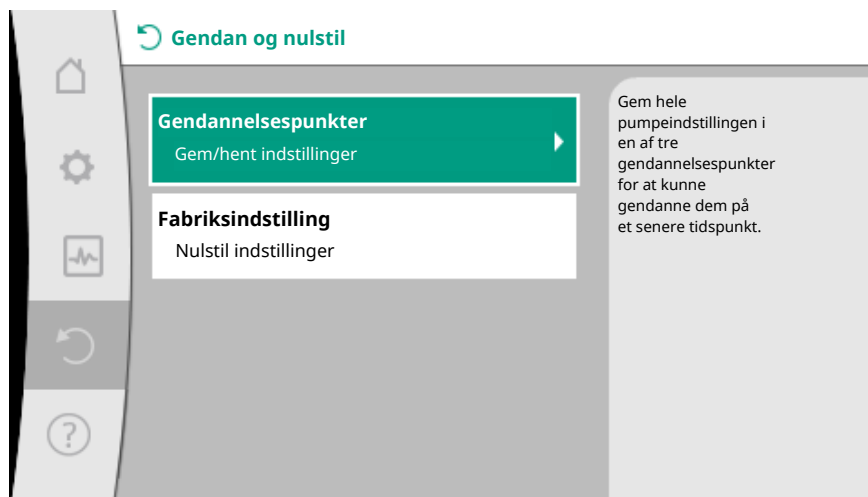 Gendan og nulstil
Gendannelsespunkter
Gem/hent indstillinger
Fabriksindstilling
Nulstil indstillinger
Gem hele
pumpeindstillingen i
en af tre
gendannelsespunkter
for at kunne
gendanne dem på
et senere tidspunkt.
?